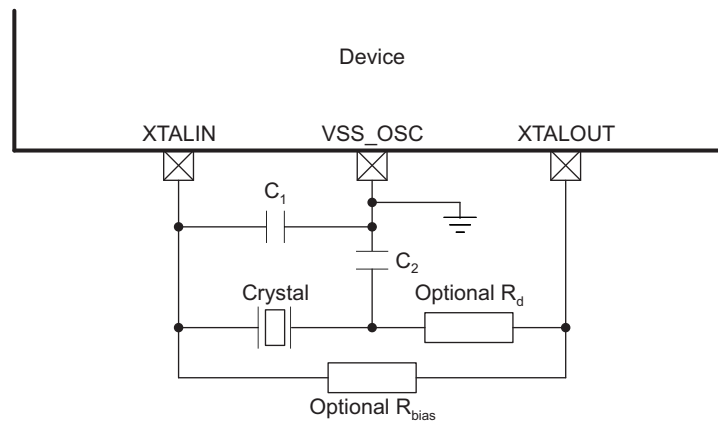 Device
XTALIN
VSS_OSC
XTALOUT
C1
C2
Crystal
Optional Rd
Optional Rbias